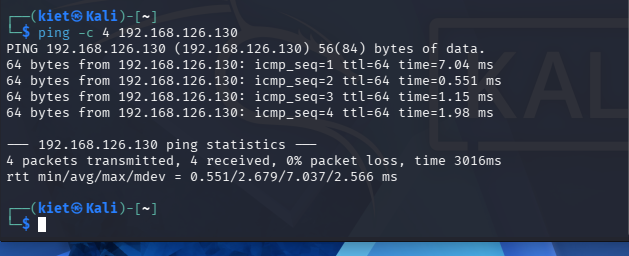 ┌──(kiet㉿Kali)-[~]
└─$ ping -c 4 192.168.126.130
PING 192.168.126.130 (192.168.126.130) 56(84) bytes of data.
64 bytes from 192.168.126.130: icmp_seq=1 ttl=64 time=7.04 ms
64 bytes from 192.168.126.130: icmp_seq=2 ttl=64 time=0.551 ms
64 bytes from 192.168.126.130: icmp_seq=3 ttl=64 time=1.15 ms
64 bytes from 192.168.126.130: icmp_seq=4 ttl=64 time=1.98 ms

--- 192.168.126.130 ping statistics ---
4 packets transmitted, 4 received, 0% packet loss, time 3016ms
rtt min/avg/max/mdev = 0.551/2.679/7.037/2.566 ms

┌──(kiet㉿Kali)-[~]
└─$
KAL